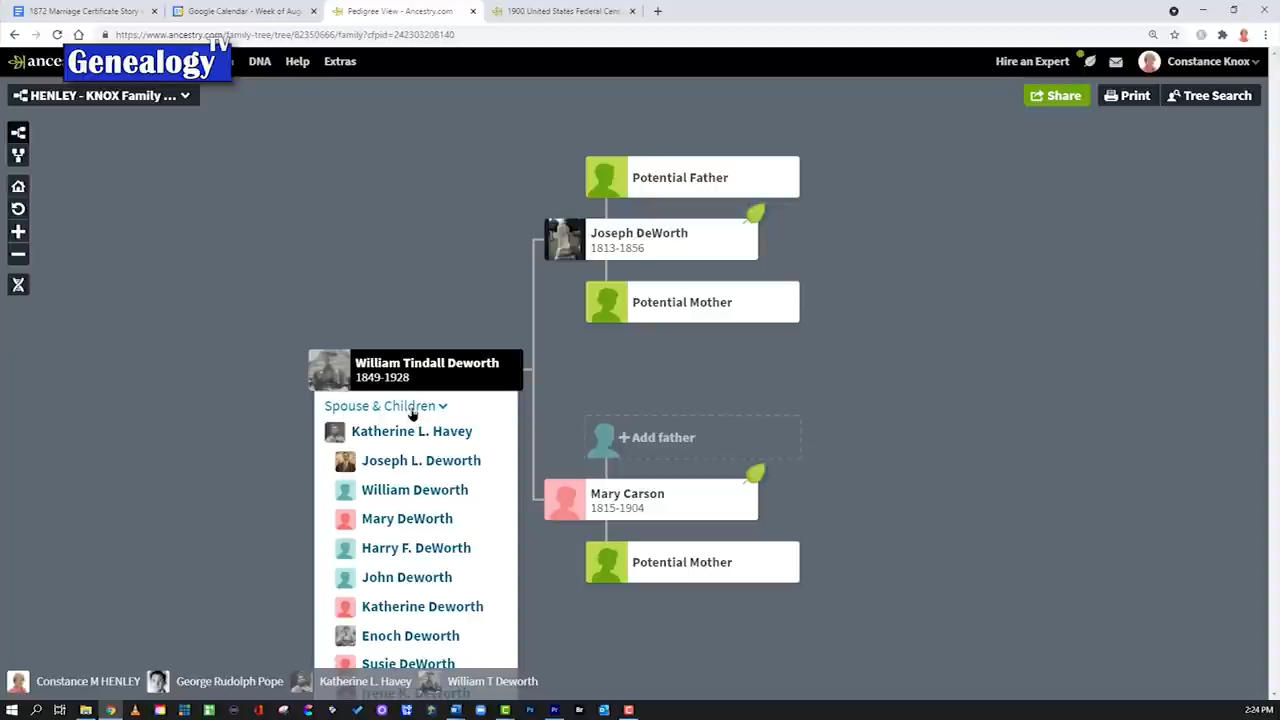 1872 Marriage Certificate Story
Google Calendar - Week of Aug
Pedigree View - Ancestry.com
1900 United States Federal Cen
https://www.ancestry.com/family-tree/tree/82350666/family?cfpid=242303208140
Genealogy TV
ance
DNA
Help
Extras
Hire an Expert
Constance Knox
HENLEY - KNOX Family ...
Share
Print
Tree Search
Potential Father
Joseph DeWorth
1813-1856
Potential Mother
William Tindall Deworth
1849-1928
Spouse & Children
Katherine L. Havey
Joseph L. Deworth
William Deworth
Mary DeWorth
Harry F. DeWorth
John Deworth
Katherine Deworth
Enoch Deworth
Susie DeWorth
Irene K. Deworth
+ Add father
Mary Carson
1815-1904
Potential Mother
Constance M HENLEY
George Rudolph Pope
Katherine L. Havey
William T Deworth
2:24 PM